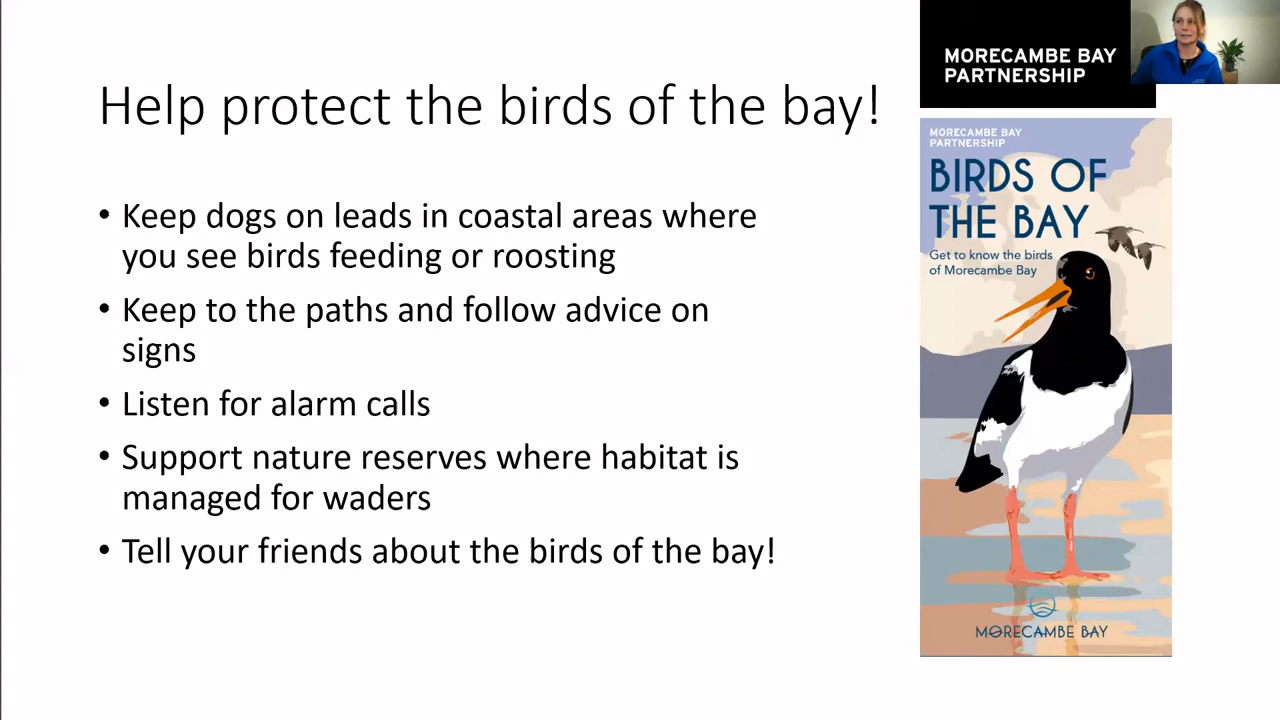 Help protect the birds of the bay!
• Keep dogs on leads in coastal areas where
you see birds feeding or roosting
• Keep to the paths and follow advice on
signs
• Listen for alarm calls
• Support nature reserves where habitat is
managed for waders
• Tell your friends about the birds of the bay!
MORECAMBE BAY
PARTNERSHIP
MORECAMBE BAY
PARTNERSHIP
BIRDS OF
THE BAY
Get to know the birds
of Morecambe Bay
MORECAMBE BAY